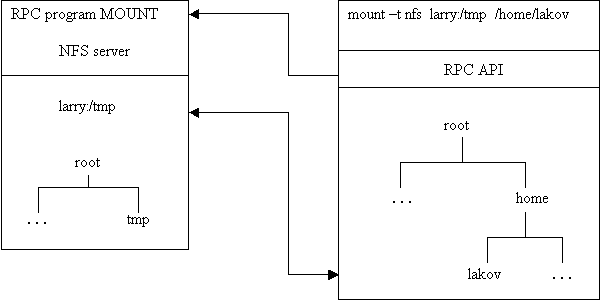 RPC program MOUNT
NFS server
larry:/tmp
root
...
tmp
mount –t nfs larry:/tmp /home/lakov
RPC API
root
...
home
lakov
...